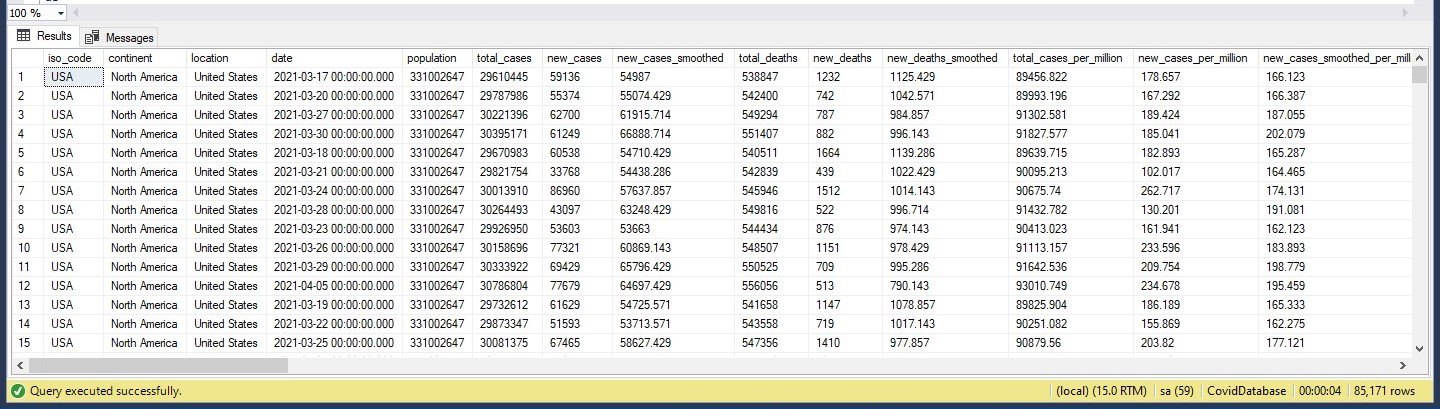 100 %
Results Messages
iso_code continent location date population total_cases new_cases new_cases_smoothed total_deaths new_deaths new_deaths_smoothed total_cases_per_million new_cases_per_million new_cases_smoothed_per_mill
1 USA North America United States 2021-03-17 00:00:00.000 331002647 29610445 59136 54987 538847 1232 1125.429 89456.822 178.657 166.123
2 USA North America United States 2021-03-20 00:00:00.000 331002647 29787986 55374 55074.429 542400 742 1042.571 89993.196 167.292 166.387
3 USA North America United States 2021-03-27 00:00:00.000 331002647 30221396 62700 61915.714 549294 787 984.857 91302.581 189.424 187.055
4 USA North America United States 2021-03-30 00:00:00.000 331002647 30395171 61249 66888.714 551407 882 996.143 91827.577 185.041 202.079
5 USA North America United States 2021-03-18 00:00:00.000 331002647 29670983 60538 54710.429 540511 1664 1139.286 89639.715 182.893 165.287
6 USA North America United States 2021-03-21 00:00:00.000 331002647 29821754 33768 54438.286 542839 439 1022.429 90095.213 102.017 164.465
7 USA North America United States 2021-03-24 00:00:00.000 331002647 30013910 86960 57637.857 545946 1512 1014.143 90675.74 262.717 174.131
8 USA North America United States 2021-03-28 00:00:00.000 331002647 30264493 43097 63248.429 549816 522 996.714 91432.782 130.201 191.081
9 USA North America United States 2021-03-23 00:00:00.000 331002647 29926950 53603 53663 544434 876 974.143 90413.023 161.941 162.123
10 USA North America United States 2021-03-26 00:00:00.000 331002647 30158696 77321 60869.143 548507 1151 978.429 91113.157 233.596 183.893
11 USA North America United States 2021-03-29 00:00:00.000 331002647 30333922 69429 65796.429 550525 709 995.286 91642.536 209.754 198.779
12 USA North America United States 2021-04-05 00:00:00.000 331002647 30786804 77679 64697.429 556056 513 790.143 93010.749 234.678 195.459
13 USA North America United States 2021-03-19 00:00:00.000 331002647 29732612 61629 54725.571 541658 1147 1078.857 89825.904 186.189 165.333
14 USA North America United States 2021-03-22 00:00:00.000 331002647 29873347 51593 53713.571 543558 719 1017.143 90251.082 155.869 162.275
15 USA North America United States 2021-03-25 00:00:00.000 331002647 30081375 67465 58627.429 547356 1410 977.857 90879.56 203.82 177.121
Query executed successfully. (local) (15.0 RTM) sa (59) CovidDatabase 00:00:04 85,171 rows